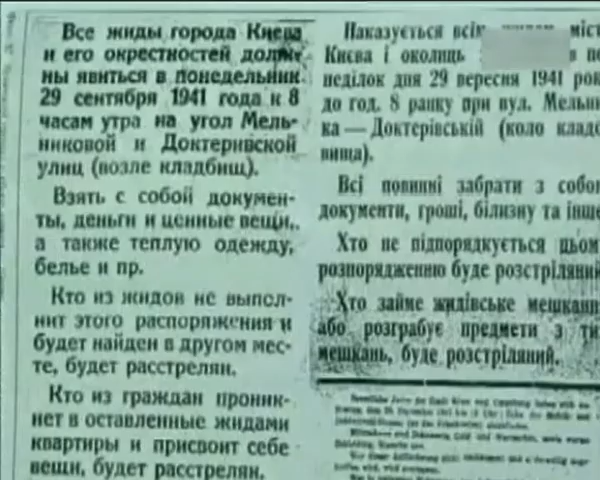 Все жиды города Киева
и его окрестностей долж-
ны явиться в понедельник
29 сентября 1941 года к 8
часам утра на угол Мель-
никовой и Доктеривской
улиц (возле кладбищ).
Взять с собой докумен-
ты, деньги и ценные вещи,
а также теплую одежду,
белье и пр.
Кто из жидов не выпол-
нит этого распоряжения и
будет найден в другом мес-
те, будет расстрелян.
Кто из граждан проник-
нет в оставленные жидами
квартиры и присвоит себе
вещи, будет расстрелян.
Наказується всім міст
Києва і околиць в по
неділок дня 29 вересня 1941 рок
до год. 8 ранку при вул. Мельн
ка — Доктерівській (коло кладо
вища).
Всі повинні забрати з собою
документи, гроші, білизну та інше
Хто не підпорядкується цьом
розпорядженню буде розстріляний
Хто займе жидівське мешканн
або розграбує предмети з ти
мешкань, буде розстріляний.